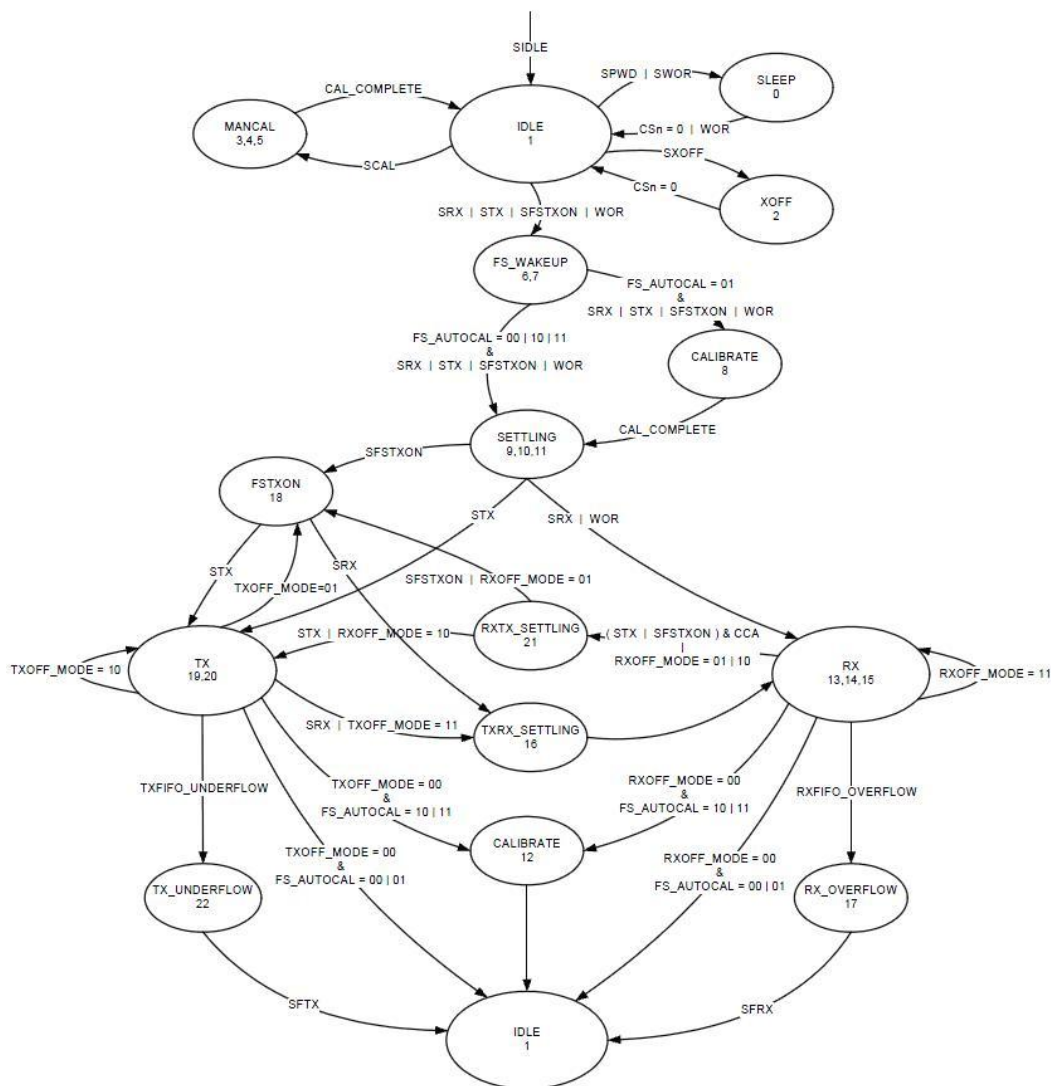 SIDLE
SPWD | SWOR
SLEEP
0
CAL_COMPLETE
MANCAL
3,4,5
IDLE
1
CSn = 0 | WOR
SCAL
SXOFF
CSn = 0
XOFF
2
SRX | STX | SFSTXON | WOR
FS_WAKEUP
6,7
FS_AUTOCAL = 01
&
SRX | STX | SFSTXON | WOR
FS_AUTOCAL = 00 | 10 | 11
&
SRX | STX | SFSTXON | WOR
CALIBRATE
8
SETTLING
9,10,11
CAL_COMPLETE
SFSTXON
FSTXON
18
STX
SRX | WOR
STX
TXOFF_MODE=01
SRX
SFSTXON | RXOFF_MODE = 01
RXTX_SETTLING
21
STX | RXOFF_MODE = 10
( STX | SFSTXON ) & CCA
|
RXOFF_MODE = 01 | 10
TXOFF_MODE = 10
TX
19,20
RX
13,14,15
RXOFF_MODE = 11
SRX | TXOFF_MODE = 11
TXRX_SETTLING
16
TXFIFO_UNDERFLOW
TXOFF_MODE = 00
&
FS_AUTOCAL = 10 | 11
RXOFF_MODE = 00
&
FS_AUTOCAL = 10 | 11
RXFIFO_OVERFLOW
CALIBRATE
12
TXOFF_MODE = 00
&
FS_AUTOCAL = 00 | 01
RXOFF_MODE = 00
&
FS_AUTOCAL = 00 | 01
TX_UNDERFLOW
22
RX_OVERFLOW
17
SFTX
SFRX
IDLE
1